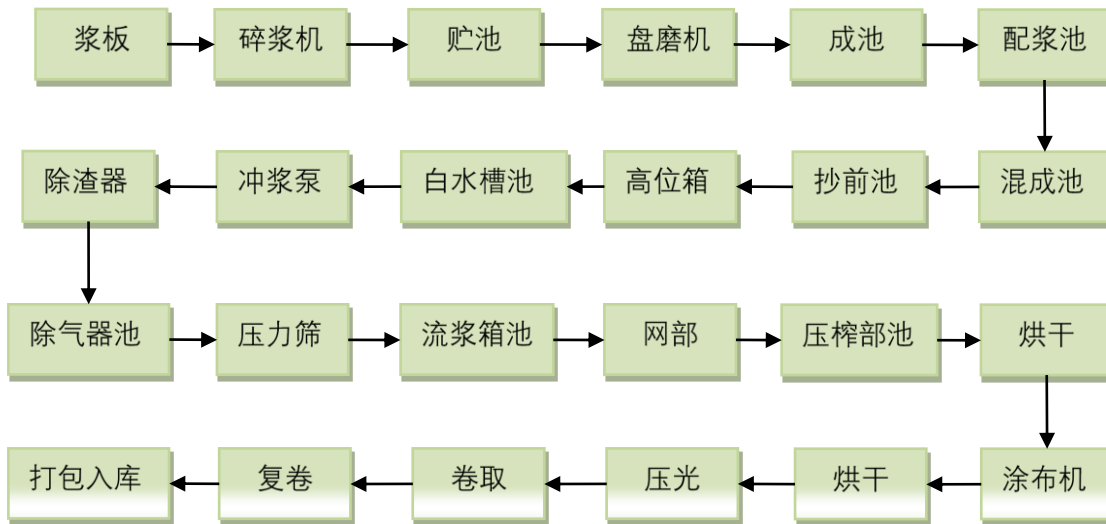 浆板 碎浆机 贮池 盘磨机 成池 配浆池
除渣器 冲浆泵 白水槽池 高位箱 抄前池 混成池
除气器池 压力筛 流浆箱池 网部 压榨部池 烘干
打包入库 复卷 卷取 压光 烘干 涂布机